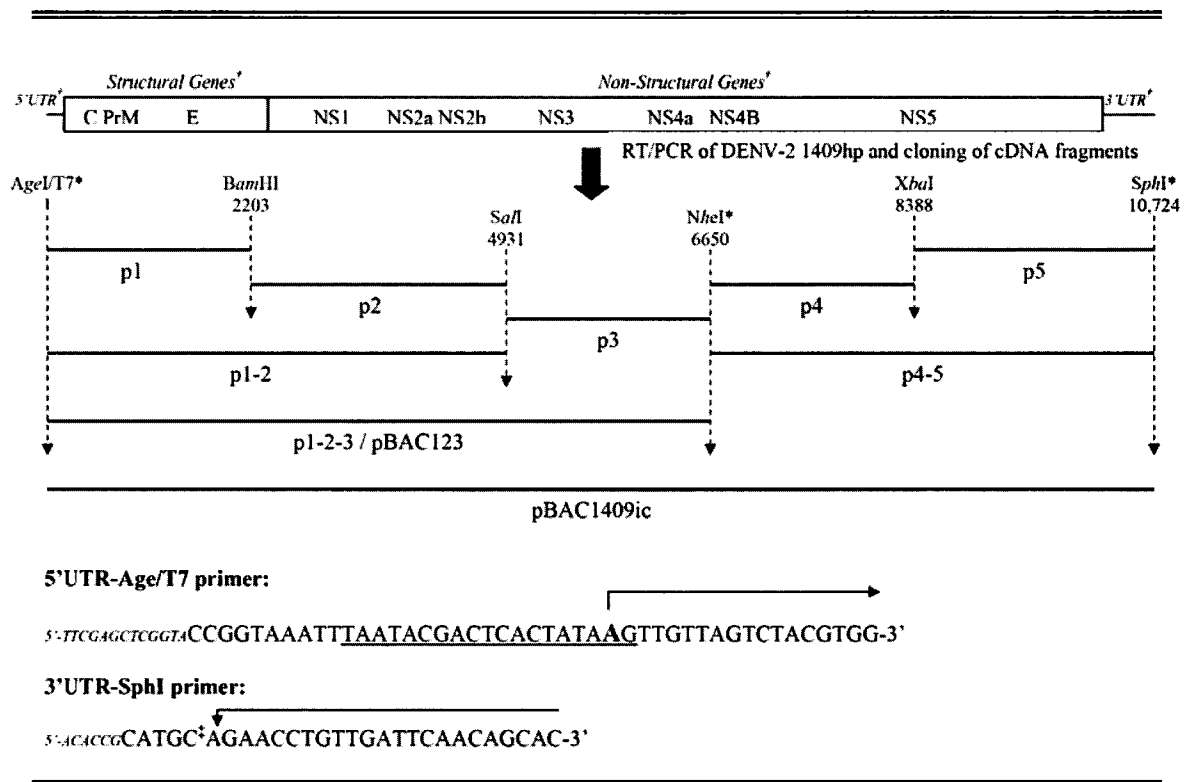 Structural Genes† Non-Structural Genes†
5'UTR† 3'UTR†
C PrM E NS1 NS2a NS2b NS3 NS4a NS4B NS5
RT/PCR of DENV-2 1409hp and cloning of cDNA fragments
AgeI/T7* BamHI XbaI SphI*
2203 8388 10,724
SalI NheI*
4931 6650
p1 p5
p2 p4
p3
p1-2 p4-5
p1-2-3 / pBAC123
pBAC1409ic
5'UTR-Age/T7 primer:
5'-TTCGAGCTCGGTACCGGTAAATTTAATACGACTCACTATAAGTTGTTAGTCTACGTGG-3'
3'UTR-SphI primer:
5'-ACACCGCATGC‡AGAACCTGTTGATTCAACAGCAC-3'